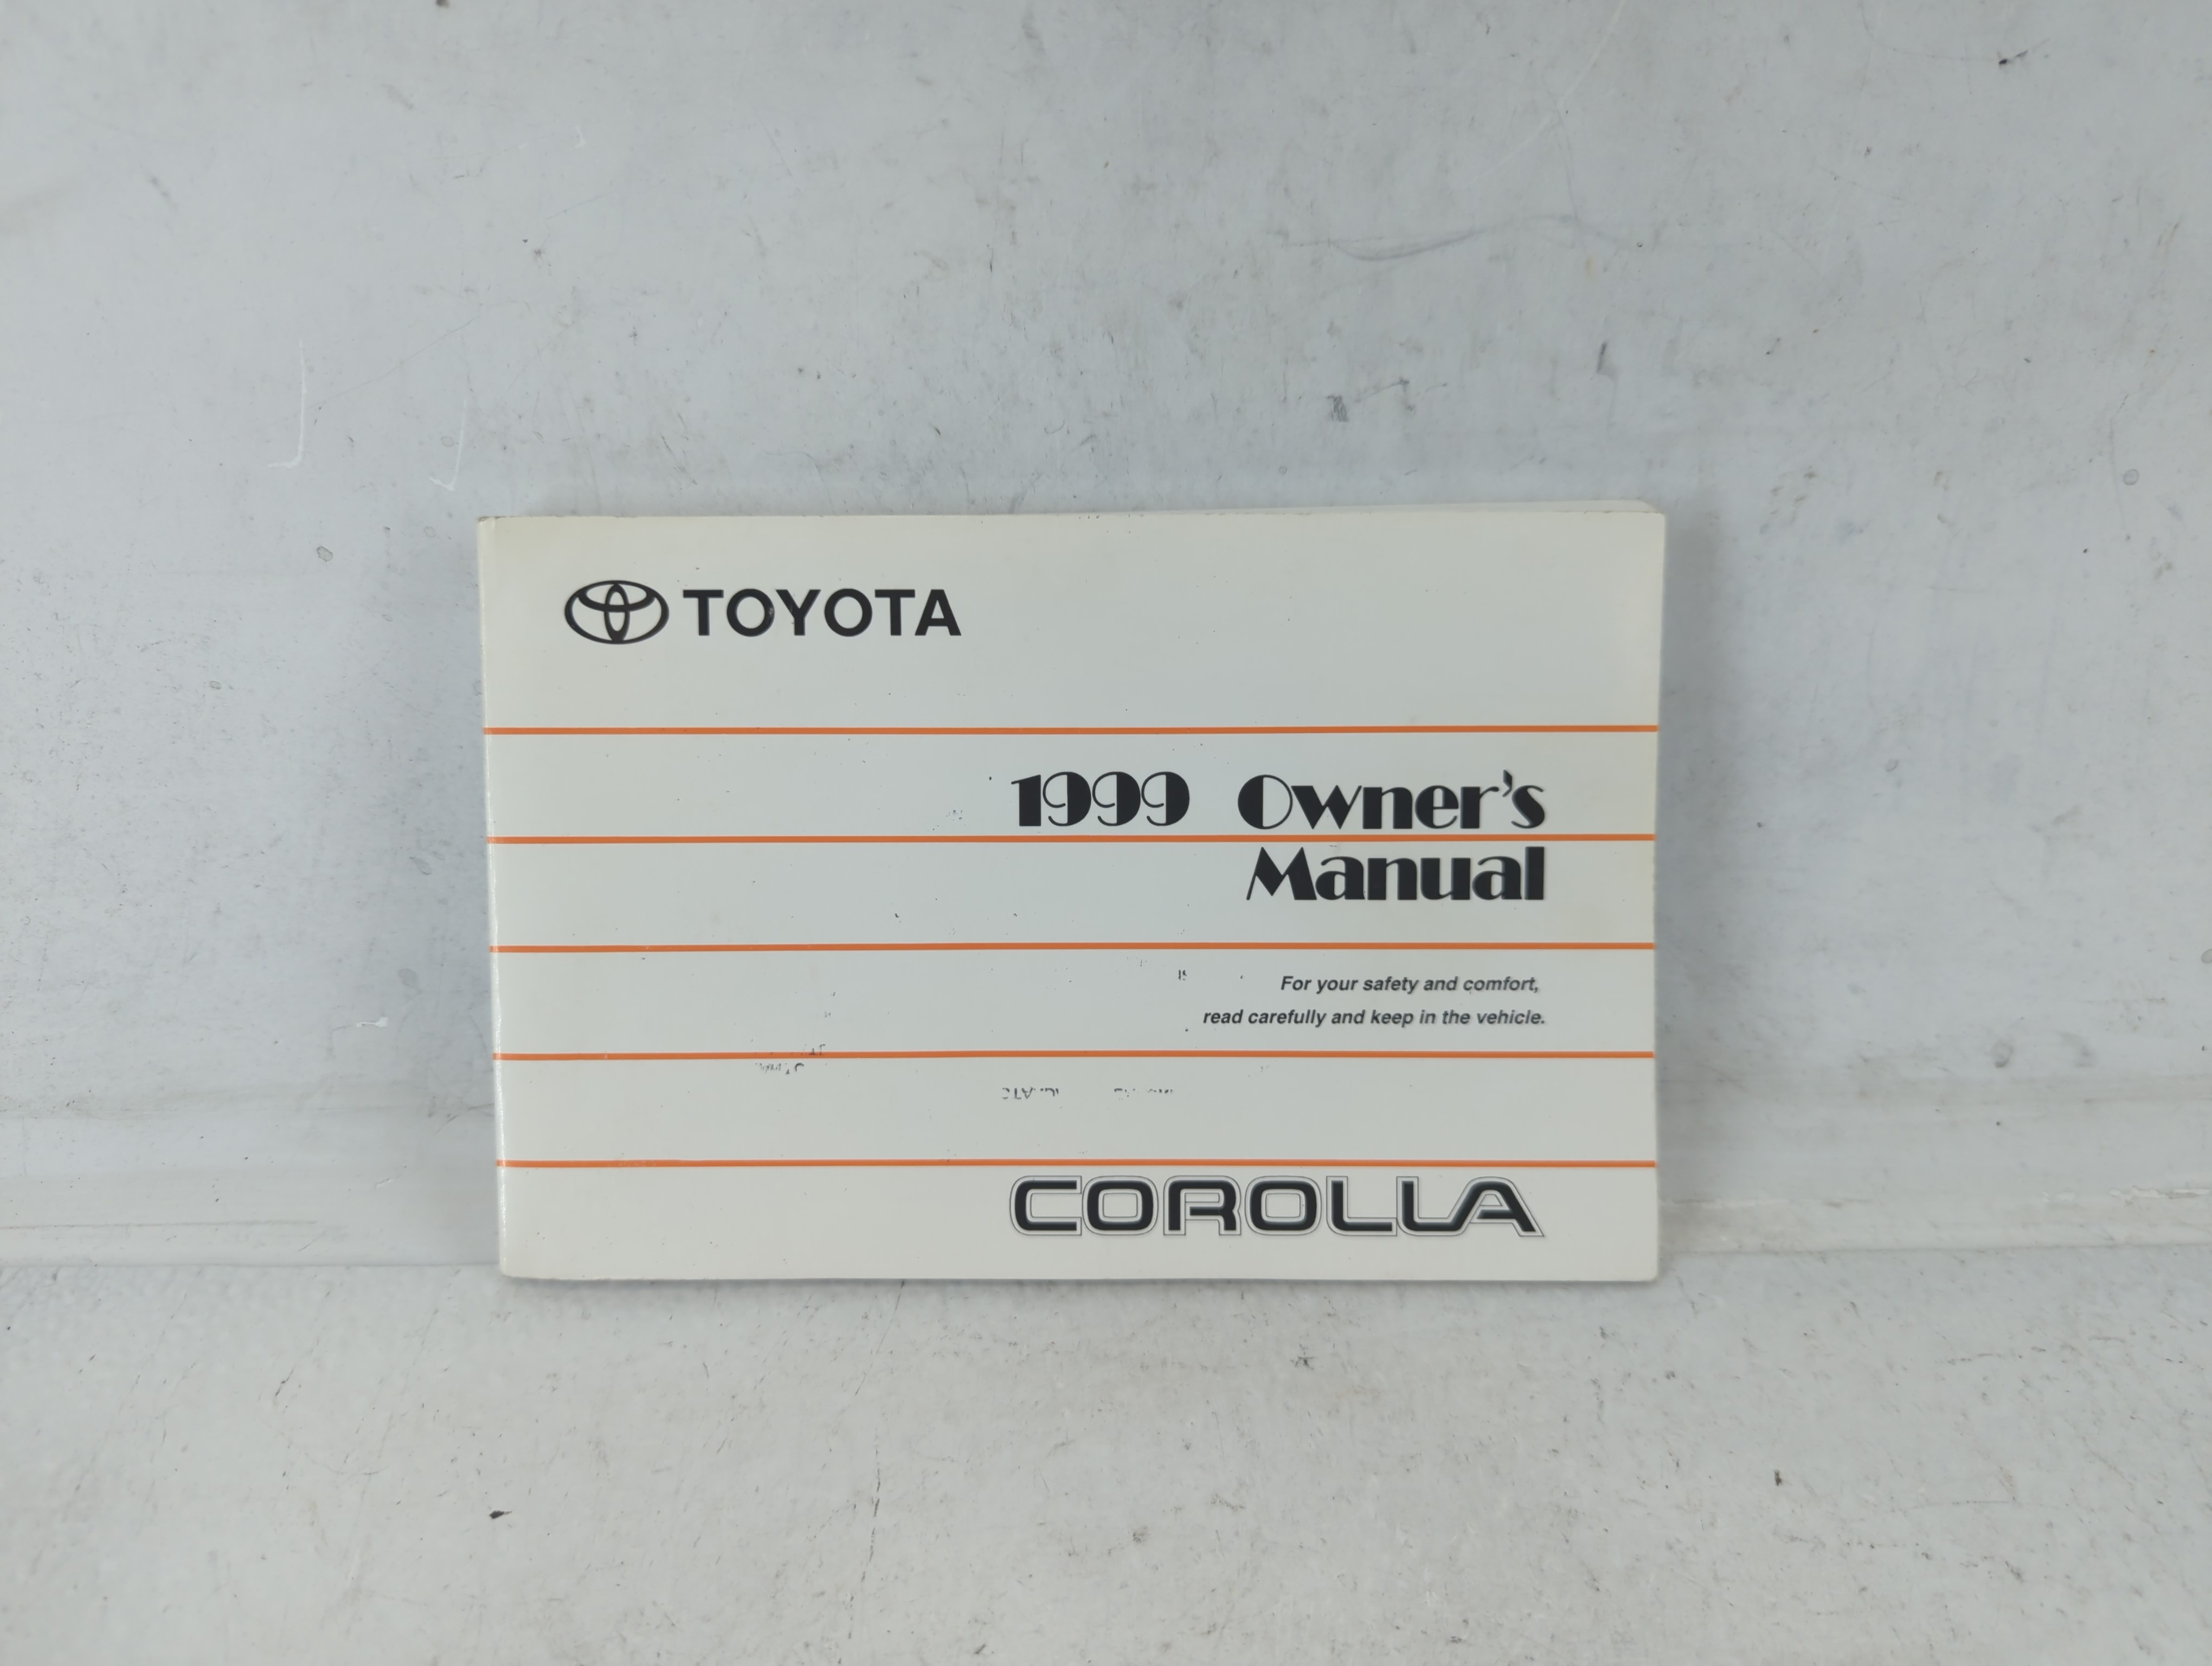 TOYOTA
1999 Owner's
Manual
For your safety and comfort,
read carefully and keep in the vehicle.
COROLLA